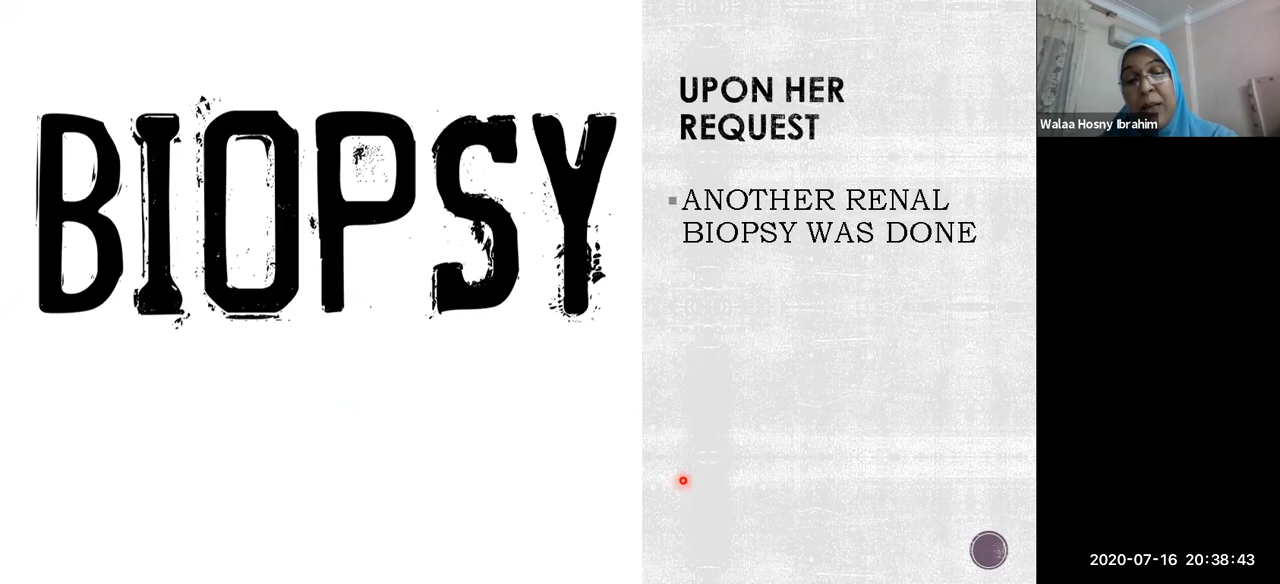 BIOPSY
UPON HER
REQUEST
ANOTHER RENAL
BIOPSY WAS DONE
Walaa Hosny Ibrahim
2020-07-16 20:38:43